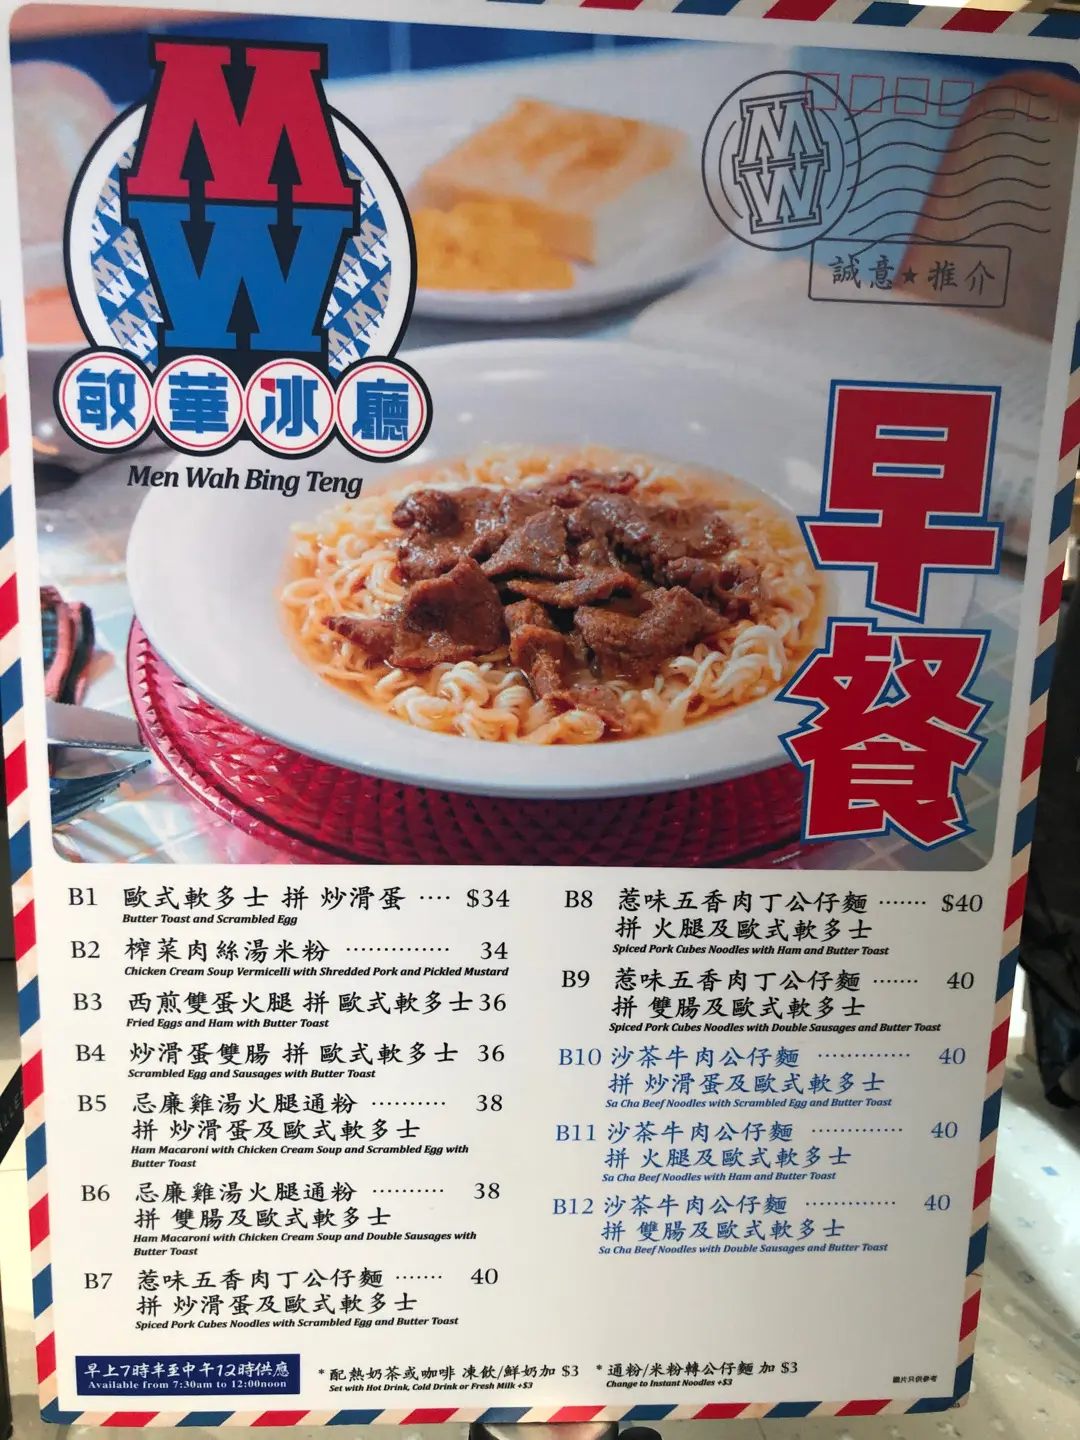 MW
MW
誠意★推介
敏華冰廳
Men Wah Bing Teng
早餐
B1 歐式軟多士 拼 炒滑蛋 ···· $34
Butter Toast and Scrambled Egg
B2 榨菜肉絲湯米粉 ·············· 34
Chicken Cream Soup Vermicelli with Shredded Pork and Pickled Mustard
B3 西煎雙蛋火腿 拼 歐式軟多士 36
Fried Eggs and Ham with Butter Toast
B4 炒滑蛋雙腸 拼 歐式軟多士 36
Scrambled Egg and Sausages with Butter Toast
B5 忌廉雞湯火腿通粉 ·········· 38
拼 炒滑蛋及歐式軟多士
Ham Macaroni with Chicken Cream Soup and Scrambled Egg with
Butter Toast
B6 忌廉雞湯火腿通粉 ·········· 38
拼 雙腸及歐式軟多士
Ham Macaroni with Chicken Cream Soup and Double Sausages with
Butter Toast
B7 惹味五香肉丁公仔麵 ······· 40
拼 炒滑蛋及歐式軟多士
Spiced Pork Cubes Noodles with Scrambled Egg and Butter Toast
B8 惹味五香肉丁公仔麵 ······· $40
拼 火腿及歐式軟多士
Spiced Pork Cubes Noodles with Ham and Butter Toast
B9 惹味五香肉丁公仔麵 ······· 40
拼 雙腸及歐式軟多士
Spiced Pork Cubes Noodles with Double Sausages and Butter Toast
B10 沙茶牛肉公仔麵 ············· 40
拼 炒滑蛋及歐式軟多士
Sa Cha Beef Noodles with Scrambled Egg and Butter Toast
B11 沙茶牛肉公仔麵 ············· 40
拼 火腿及歐式軟多士
Sa Cha Beef Noodles with Ham and Butter Toast
B12 沙茶牛肉公仔麵 ············· 40
拼 雙腸及歐式軟多士
Sa Cha Beef Noodles with Double Sausages and Butter Toast
早上7時半至中午12時供應
Available from 7:30am to 12:00noon
* 配熱奶茶或咖啡 凍飲/鮮奶加 $3
Set with Hot Drink, Cold Drink or Fresh Milk +$3
* 通粉/米粉轉公仔麵 加 $3
Change to Instant Noodles +$3
圖片只供參考